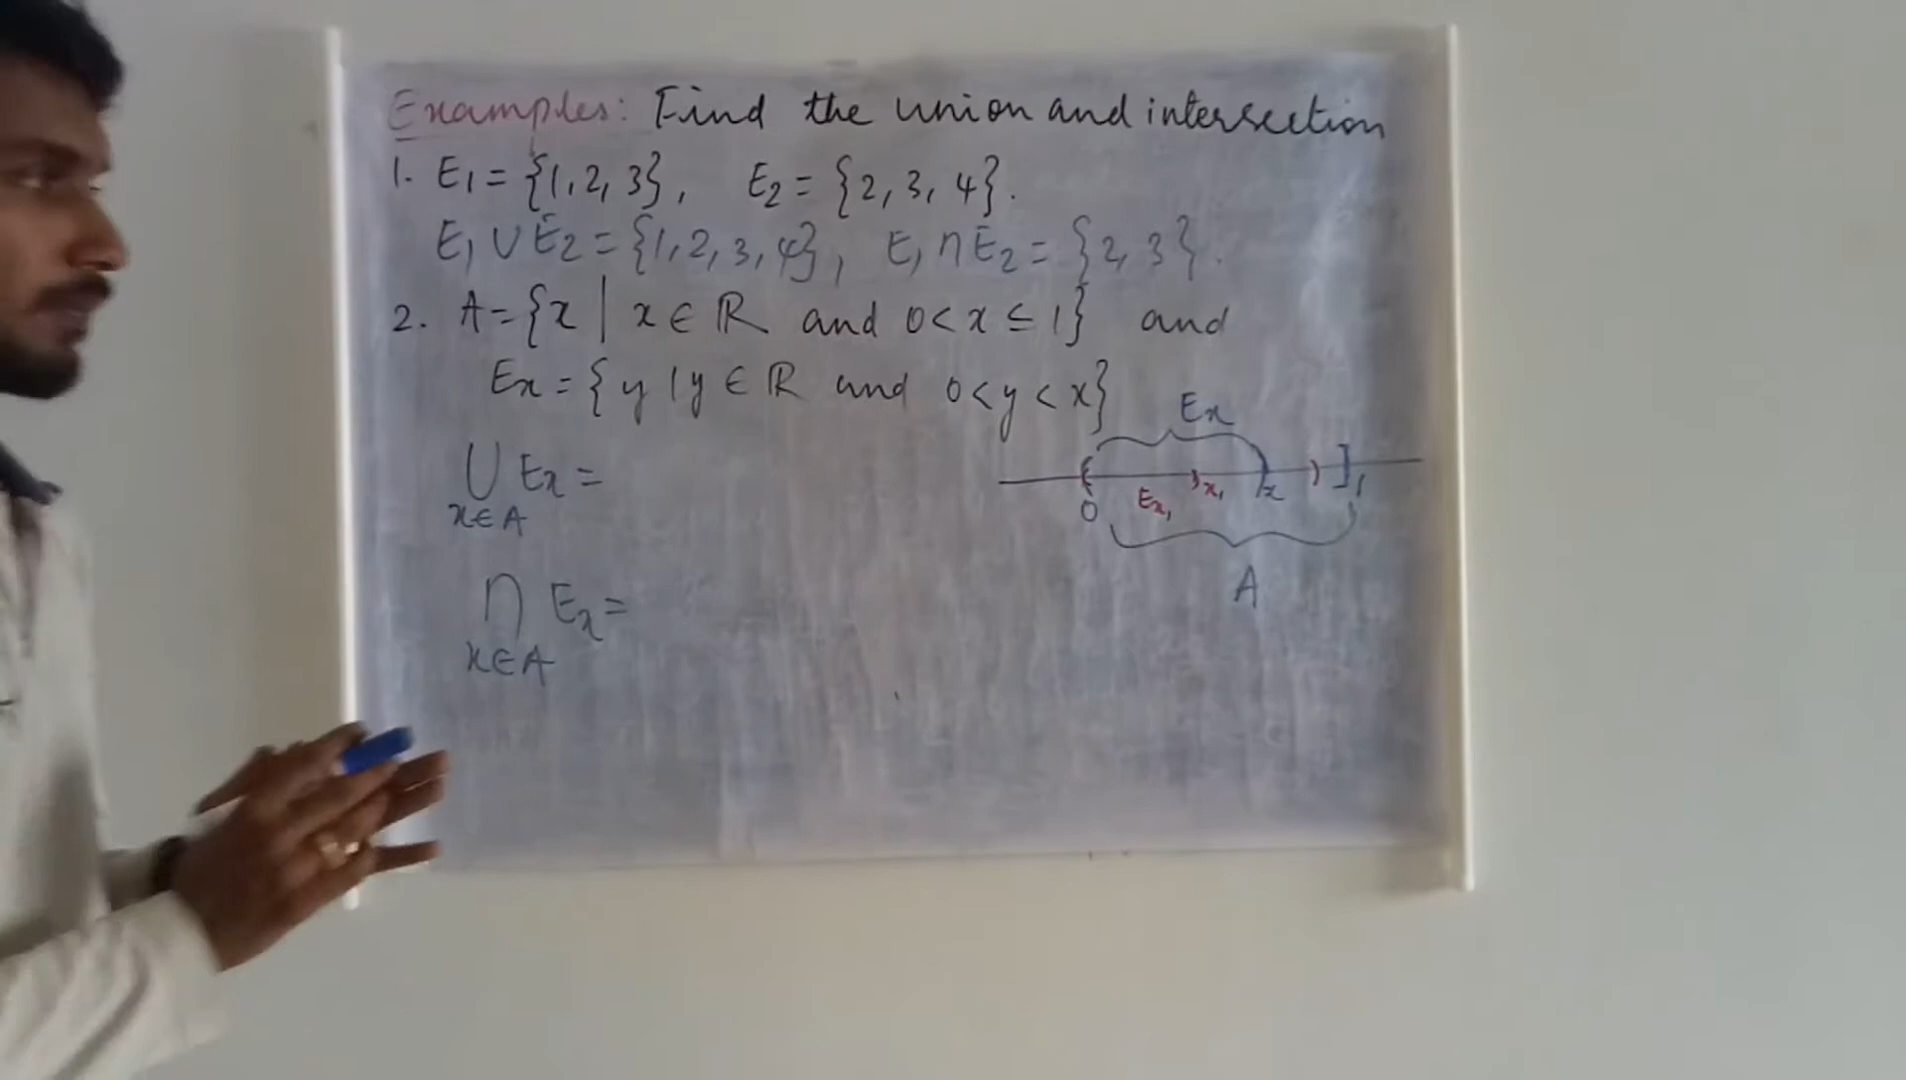 Examples: Find the union and intersection
1. E₁ = {1, 2, 3}, E₂ = {2, 3, 4}.
E₁ ∪ E₂ = {1, 2, 3, 4}, E₁ ∩ E₂ = {2, 3}.
2. A = {x | x ∈ ℝ and 0 < x ≤ 1} and
Eₓ = {y | y ∈ ℝ and 0 < y < x}
Eₓ
⋃ Eₓ =
x ∈ A
( ) x₁ ) x ) ] 1
0 Eₓ₁
A
⋂ Eₓ =
x ∈ A